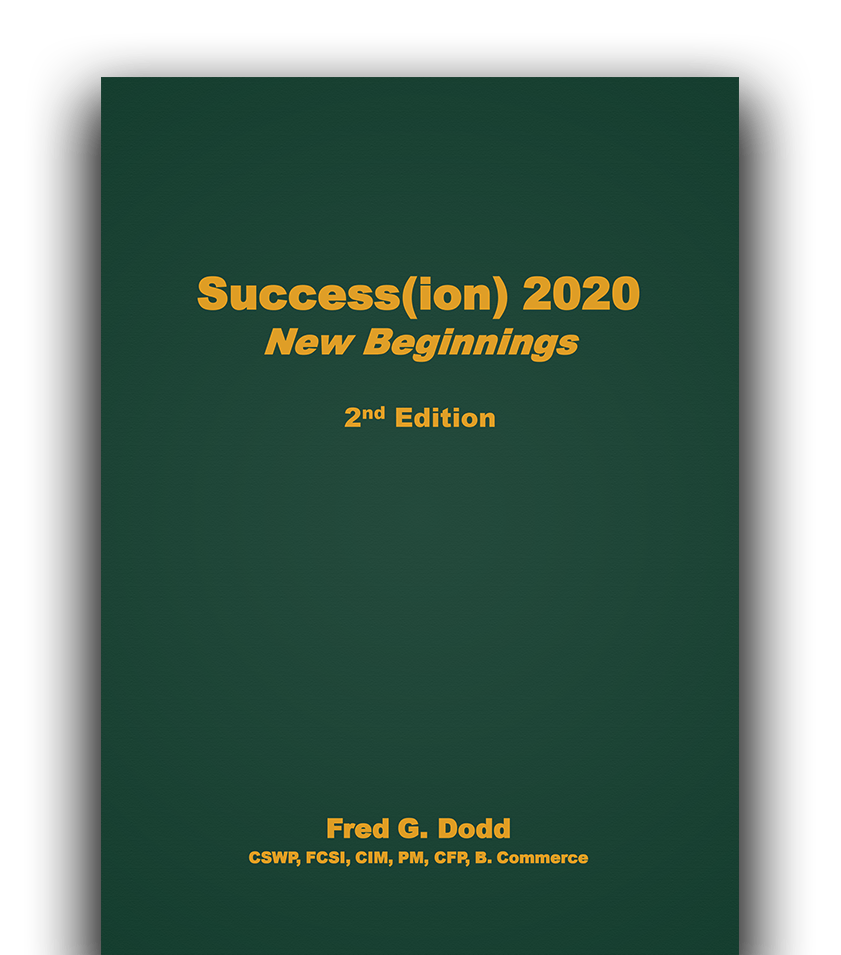 Success(ion) 2020
New Beginnings
2nd Edition
Fred G. Dodd
CSWP, FCSI, CIM, PM, CFP, B. Commerce